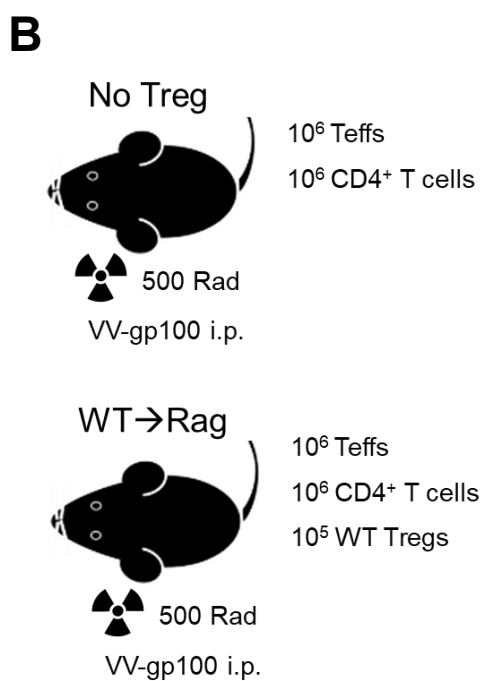 B
No Treg
10⁶ Teffs
10⁶ CD4⁺ T cells
500 Rad
VV-gp100 i.p.
WT→Rag
10⁶ Teffs
10⁶ CD4⁺ T cells
10⁵ WT Tregs
500 Rad
VV-gp100 i.p.